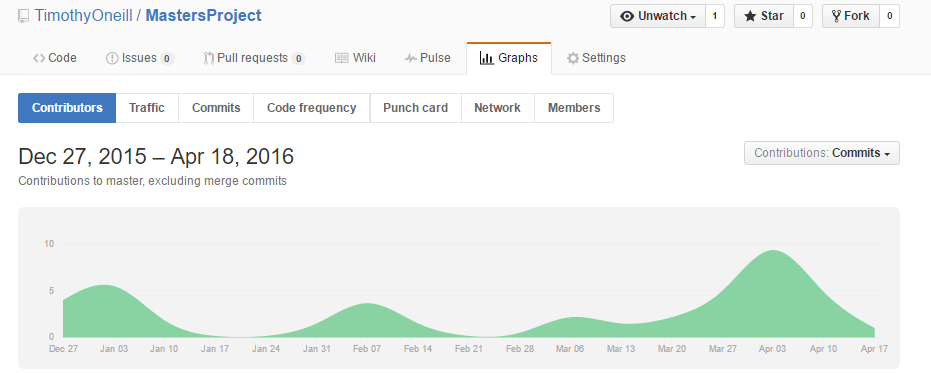 TimothyOneill / MastersProject
Unwatch 1 Star 0 Fork 0
Code Issues 0 Pull requests 0 Wiki Pulse Graphs Settings
Contributors Traffic Commits Code frequency Punch card Network Members
Dec 27, 2015 – Apr 18, 2016
Contributions: Commits
Contributions to master, excluding merge commits
10
5
0
Dec 27 Jan 03 Jan 10 Jan 17 Jan 24 Jan 31 Feb 07 Feb 14 Feb 21 Feb 28 Mar 06 Mar 13 Mar 20 Mar 27 Apr 03 Apr 10 Apr 17